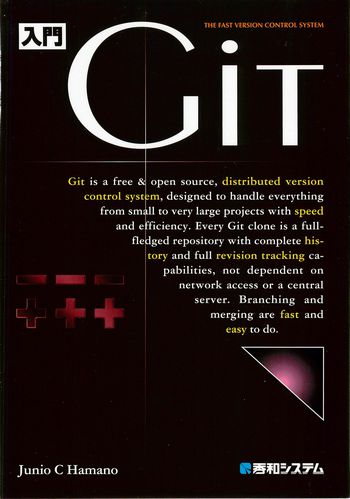 THE FAST VERSION CONTROL SYSTEM
入門
GIT
Git is a free & open source, distributed version
control system, designed to handle everything
from small to very large projects with speed
and efficiency. Every Git clone is a full-
fledged repository with complete his-
tory and full revision tracking ca-
pabilities, not dependent on
network access or a central
server. Branching and
merging are fast and
easy to do.
Junio C Hamano
秀和システム